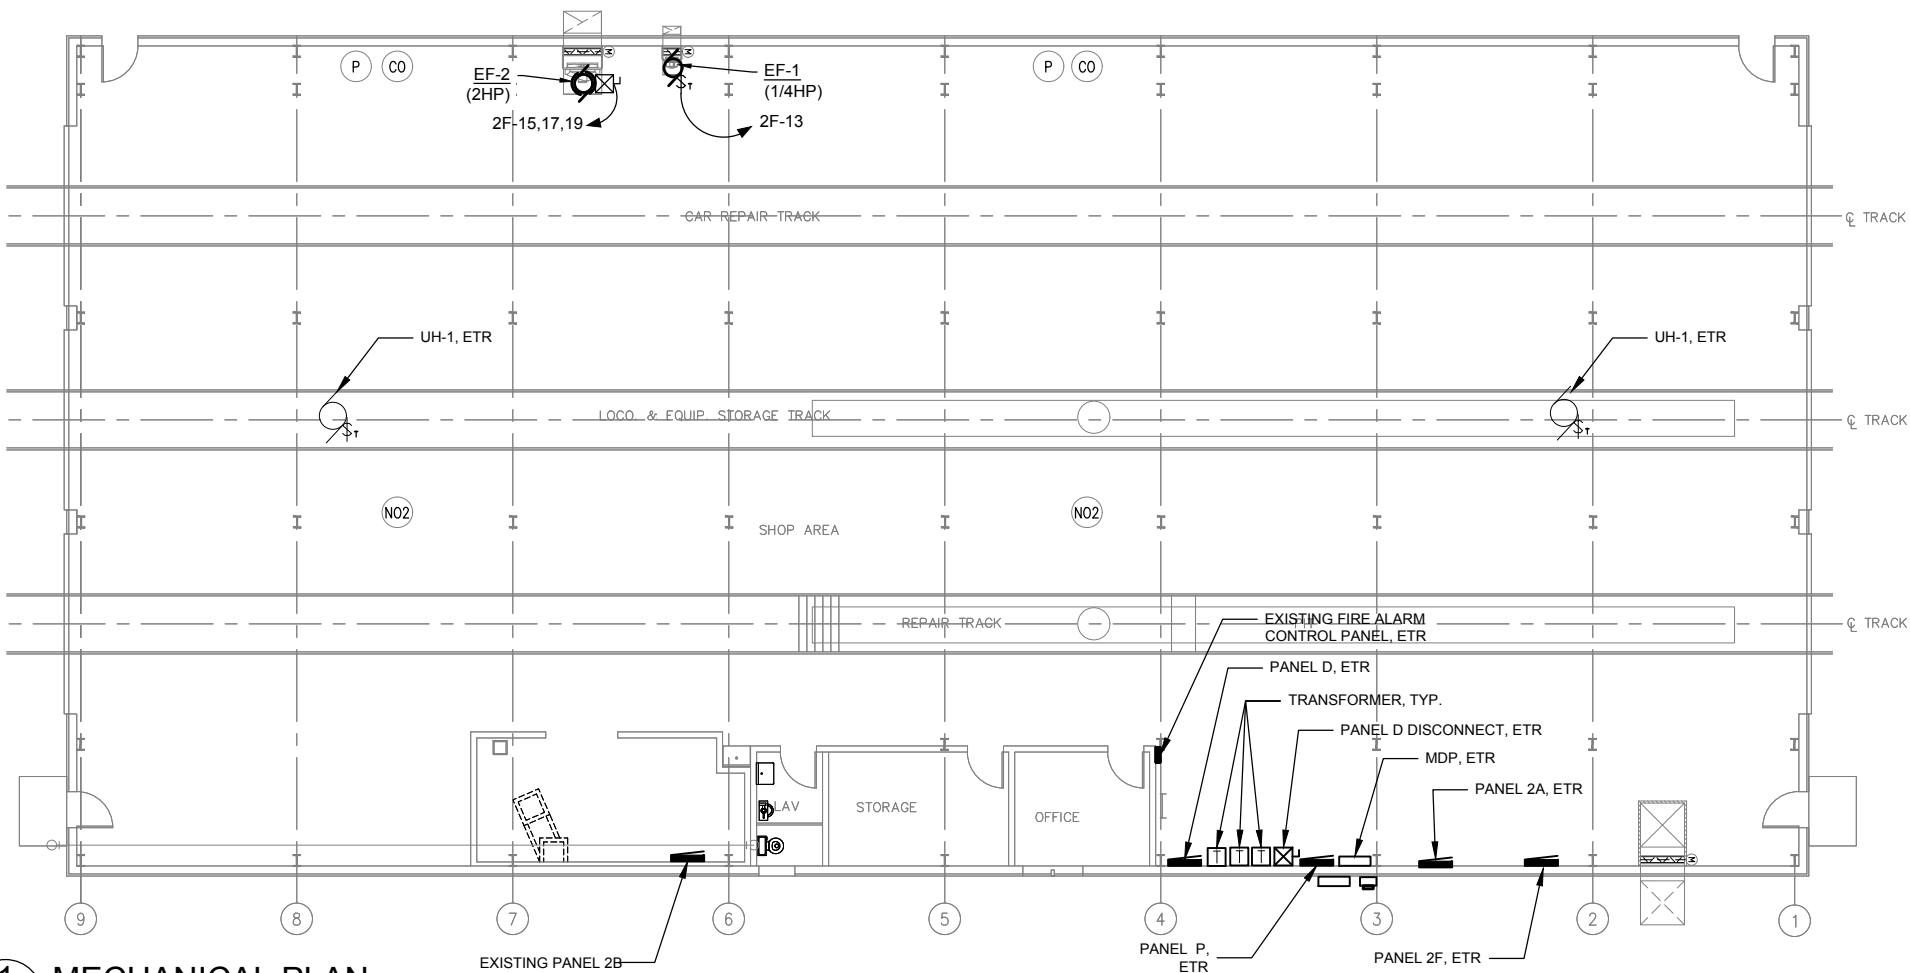 P
CO
EF-2
(2HP)
2F-15,17,19
M
M
EF-1
(1/4HP)
2F-13
T
P
CO
CAR REPAIR TRACK
℄ TRACK
UH-1, ETR
UH-1, ETR
LOCO. & EQUIP. STORAGE TRACK
$T
$T
℄ TRACK
NO2
NO2
SHOP AREA
REPAIR TRACK
EXISTING FIRE ALARM
CONTROL PANEL, ETR
℄ TRACK
PANEL D, ETR
TRANSFORMER, TYP.
PANEL D DISCONNECT, ETR
MDP, ETR
PANEL 2A, ETR
LAV
STORAGE
OFFICE
T
T
T
M
9
8
7
6
5
4
3
2
1
EXISTING PANEL 2B
PANEL P,
ETR
PANEL 2F, ETR
1
MECHANICAL PLAN